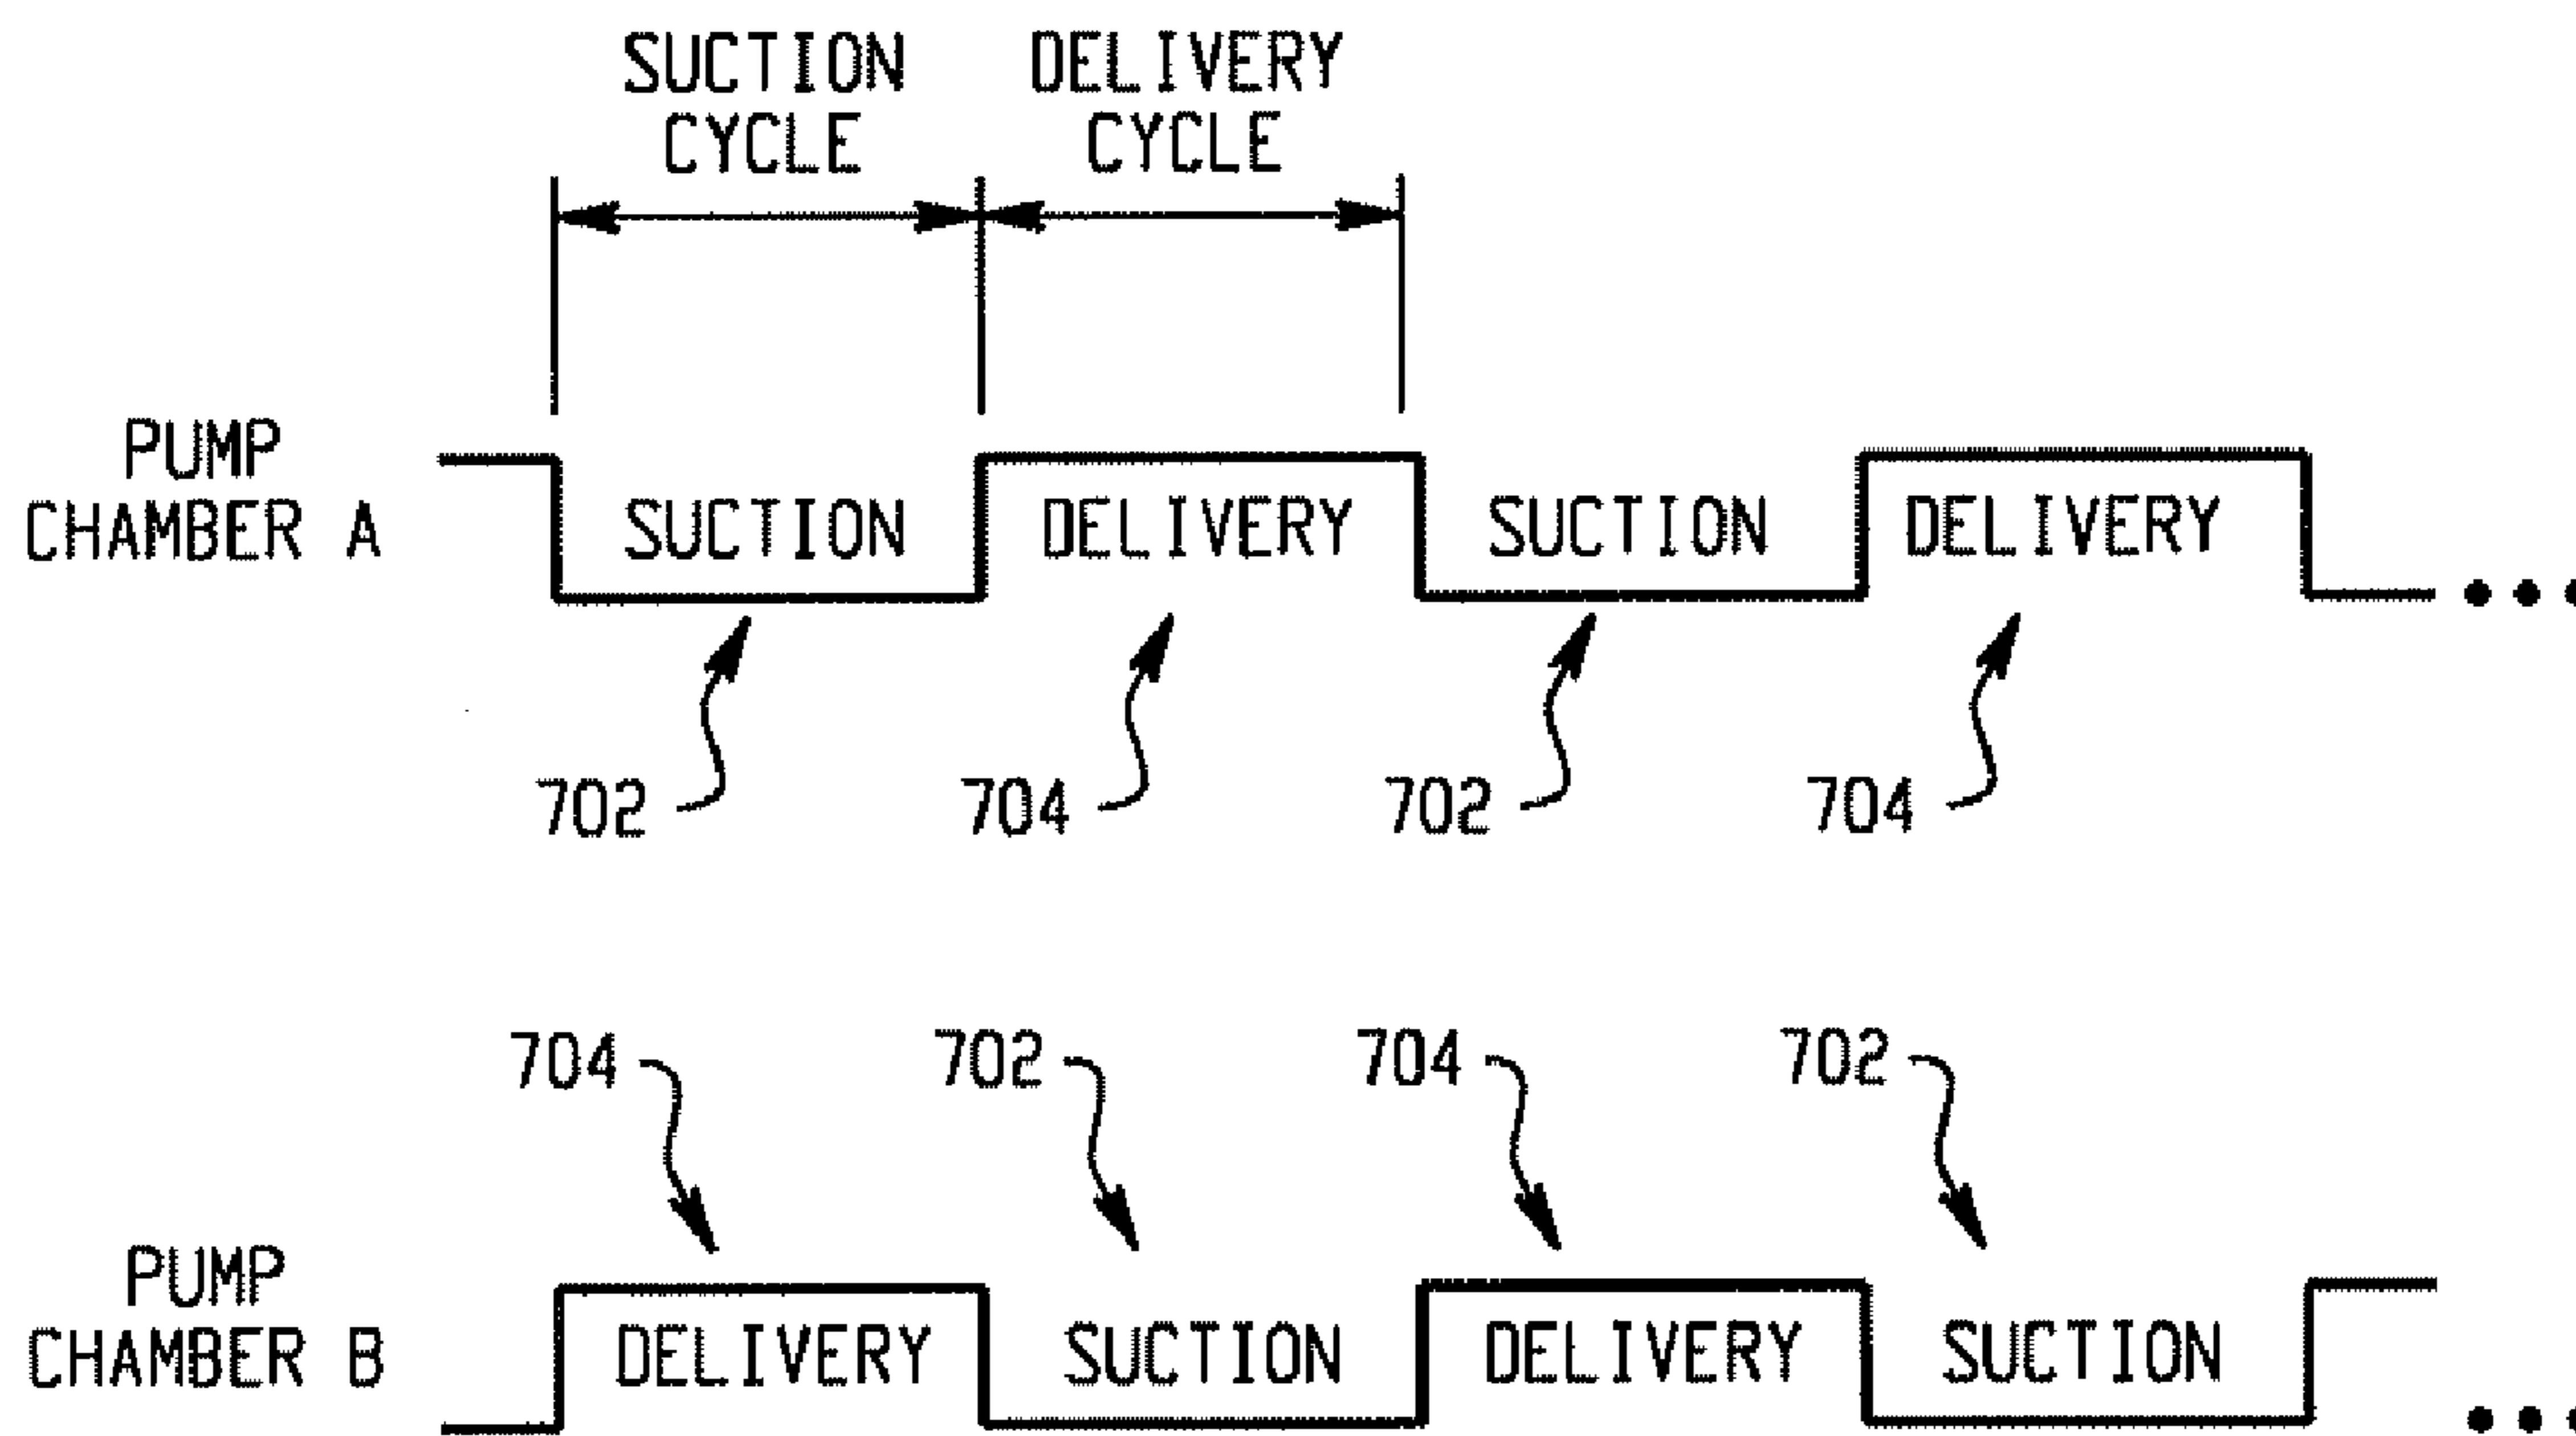 SUCTION CYCLE
DELIVERY CYCLE
PUMP CHAMBER A
SUCTION
DELIVERY
SUCTION
DELIVERY
702
704
702
704
704
702
704
702
PUMP CHAMBER B
DELIVERY
SUCTION
DELIVERY
SUCTION